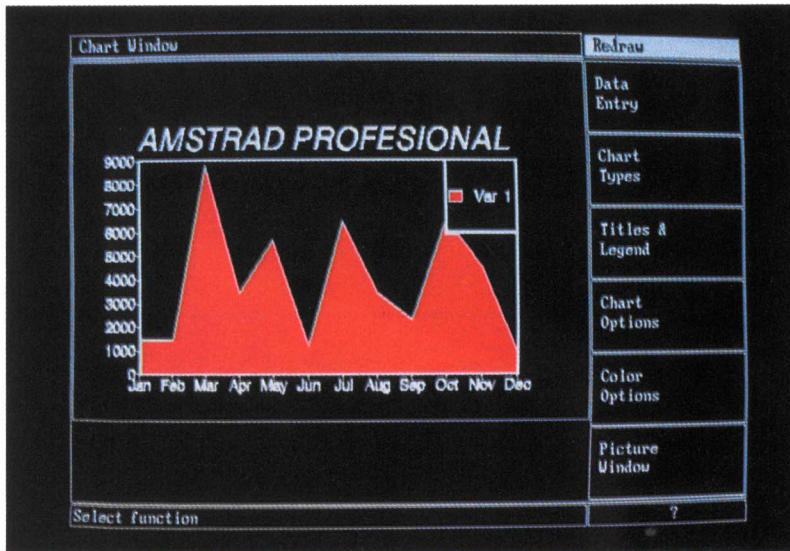 Chart Window
Redraw
Data
Entry
Chart
Types
Titles &
Legend
Chart
Options
Color
Options
Picture
Window
AMSTRAD PROFESIONAL
9000
8000
7000
6000
5000
4000
3000
2000
1000
0
Var 1
Jan Feb Mar Apr May Jun Jul Aug Sep Oct Nov Dec
Select function
?